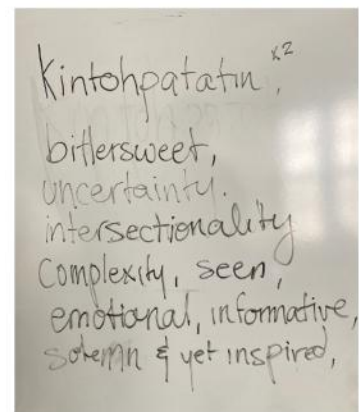 Kintohpatatin x2,
bittersweet,
uncertainty.
intersectionality
Complexity, seen,
emotional, informative,
solemn & yet inspired,